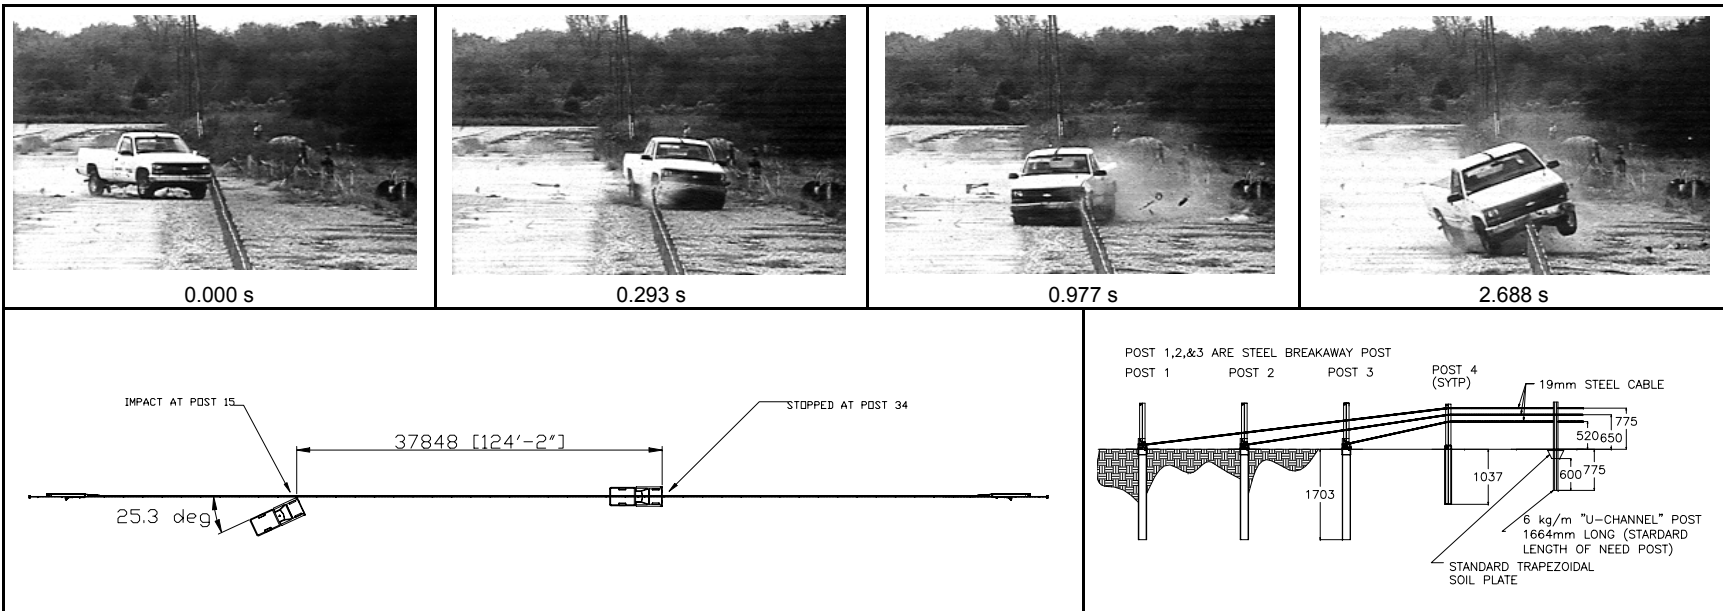 0.000 s
0.293 s
0.977 s
2.688 s
IMPACT AT POST 15
STOPPED AT POST 34
37848 [124'-2"]
25.3 deg
POST 1,2,&3 ARE STEEL BREAKAWAY POST
POST 1
POST 2
POST 3
POST 4
(SYTP)
19mm STEEL CABLE
775
520
650
1037
600
775
1703
6 kg/m "U-CHANNEL" POST
1664mm LONG (STARDARD
LENGTH OF NEED POST)
STANDARD TRAPEZOIDAL
SOIL PLATE